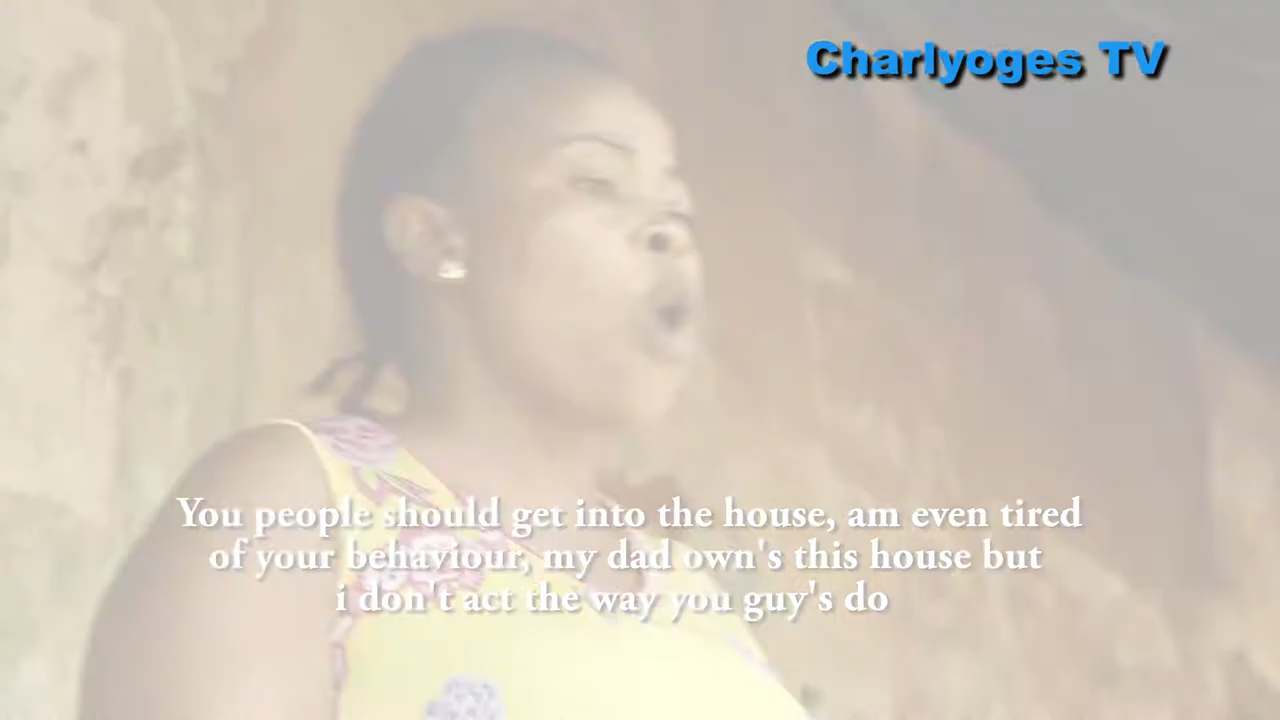 Charlyoges TV
You people should get into the house, am even tired
of your behaviour, my dad own's this house but
i don't act the way you guy's do